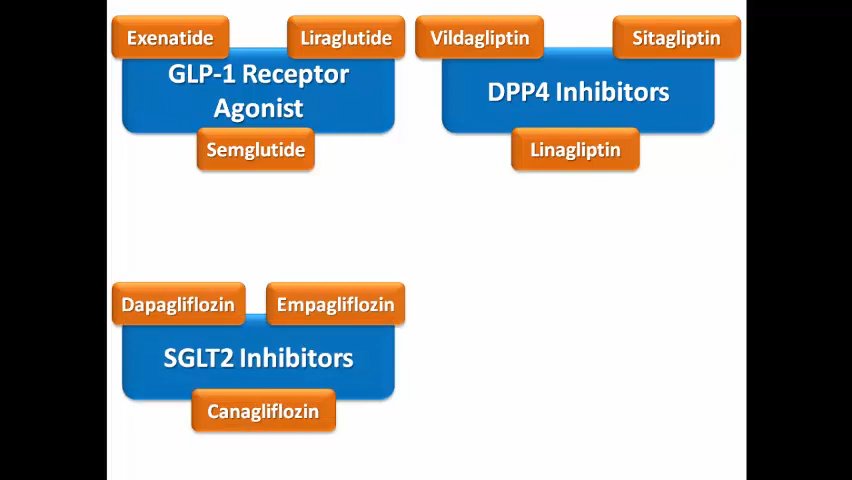 Exenatide
Liraglutide
GLP-1 Receptor
Agonist
Semglutide
Vildagliptin
Sitagliptin
DPP4 Inhibitors
Linagliptin
Dapagliflozin
Empagliflozin
SGLT2 Inhibitors
Canagliflozin